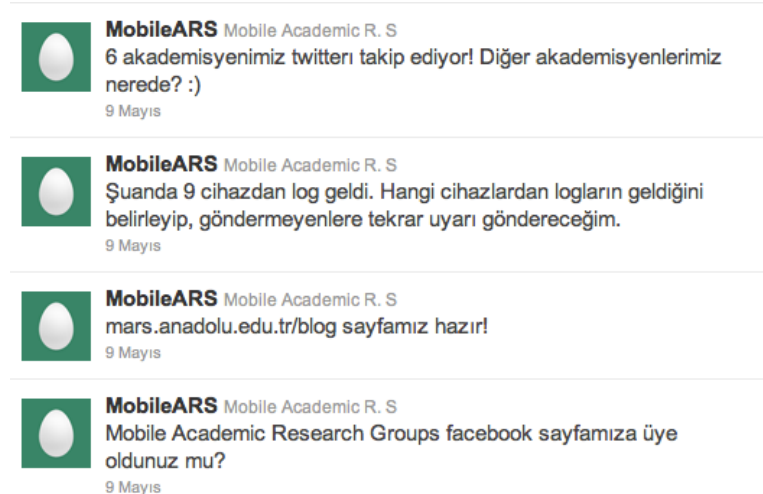 MobileARS Mobile Academic R. S
6 akademisyenimiz twitterı takip ediyor! Diğer akademisyenlerimiz
nerede? :)
9 Mayıs
MobileARS Mobile Academic R. S
Şuanda 9 cihazdan log geldi. Hangi cihazlardan logların geldiğini
belirleyip, göndermeyenlere tekrar uyarı göndereceğim.
9 Mayıs
MobileARS Mobile Academic R. S
mars.anadolu.edu.tr/blog sayfamız hazır!
9 Mayıs
MobileARS Mobile Academic R. S
Mobile Academic Research Groups facebook sayfamıza üye
oldunuz mu?
9 Mayıs